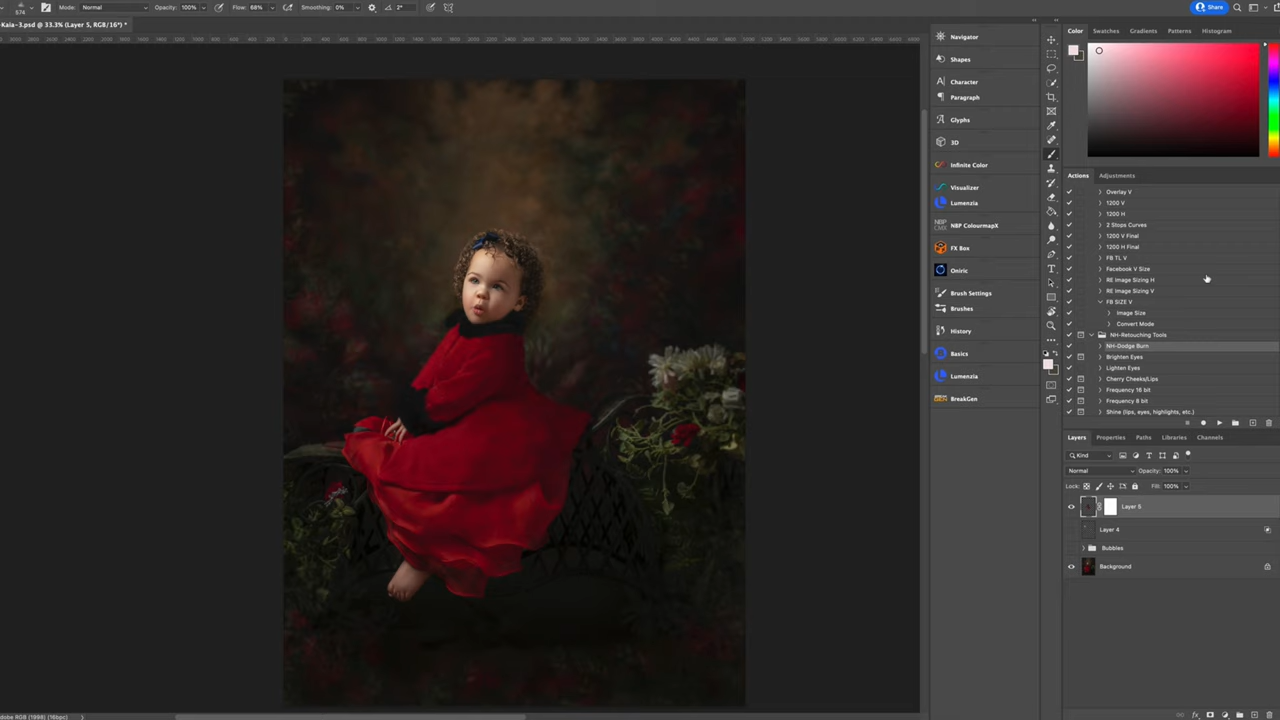 574
Mode: Normal
Opacity: 100%
Flow: 68%
Smoothing: 0%
2°
Share
Kaia-3.psd @ 33.3% (Layer 5, RGB/16*) *
Navigator
Shapes
Character
Paragraph
Glyphs
3D
Infinite Color
Visualizer
Lumenzia
NBP ColourmapX
FX Box
Oniric
Brush Settings
Brushes
History
Basics
Lumenzia
BreakGen
Color Swatches Gradients Patterns Histogram
Actions Adjustments
Overlay V
1200 V
1200 H
2 Stops Curves
1200 V Final
1200 H Final
FB TL V
Facebook V Size
RE Image Sizing H
RE Image Sizing V
FB SIZE V
Image Size
Convert Mode
NH-Retouching Tools
NH-Dodge Burn
Brighten Eyes
Lighten Eyes
Cherry Cheeks/Lips
Frequency 16 bit
Frequency 8 bit
Shine (lips, eyes, highlights, etc.)
Layers Properties Paths Libraries Channels
Kind
Normal Opacity: 100%
Lock: Fill: 100%
Layer 5
Layer 4
Bubbles
Background
dobe RGB (1998) (16bpc)